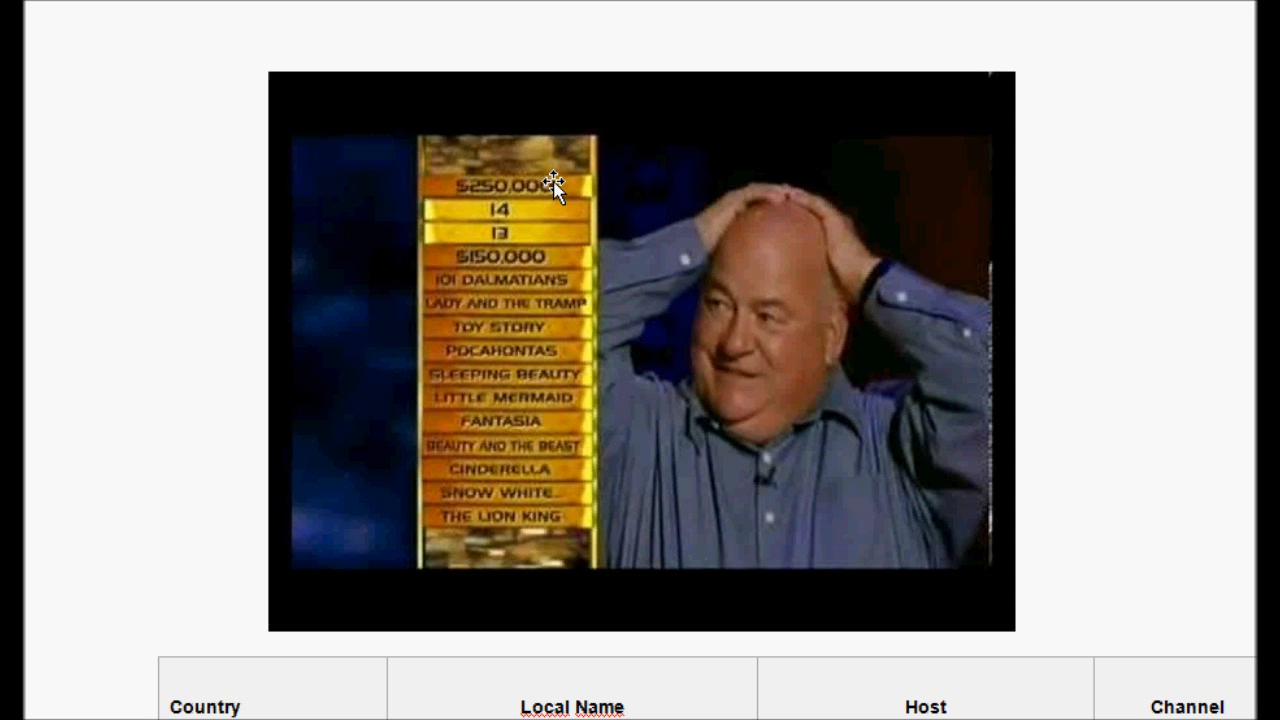 $250,000
14
13
$150,000
101 DALMATIANS
LADY AND THE TRAMP
TOY STORY
POCAHONTAS
SLEEPING BEAUTY
LITTLE MERMAID
FANTASIA
BEAUTY AND THE BEAST
CINDERELLA
SNOW WHITE...
THE LION KING
Country Local Name Host Channel